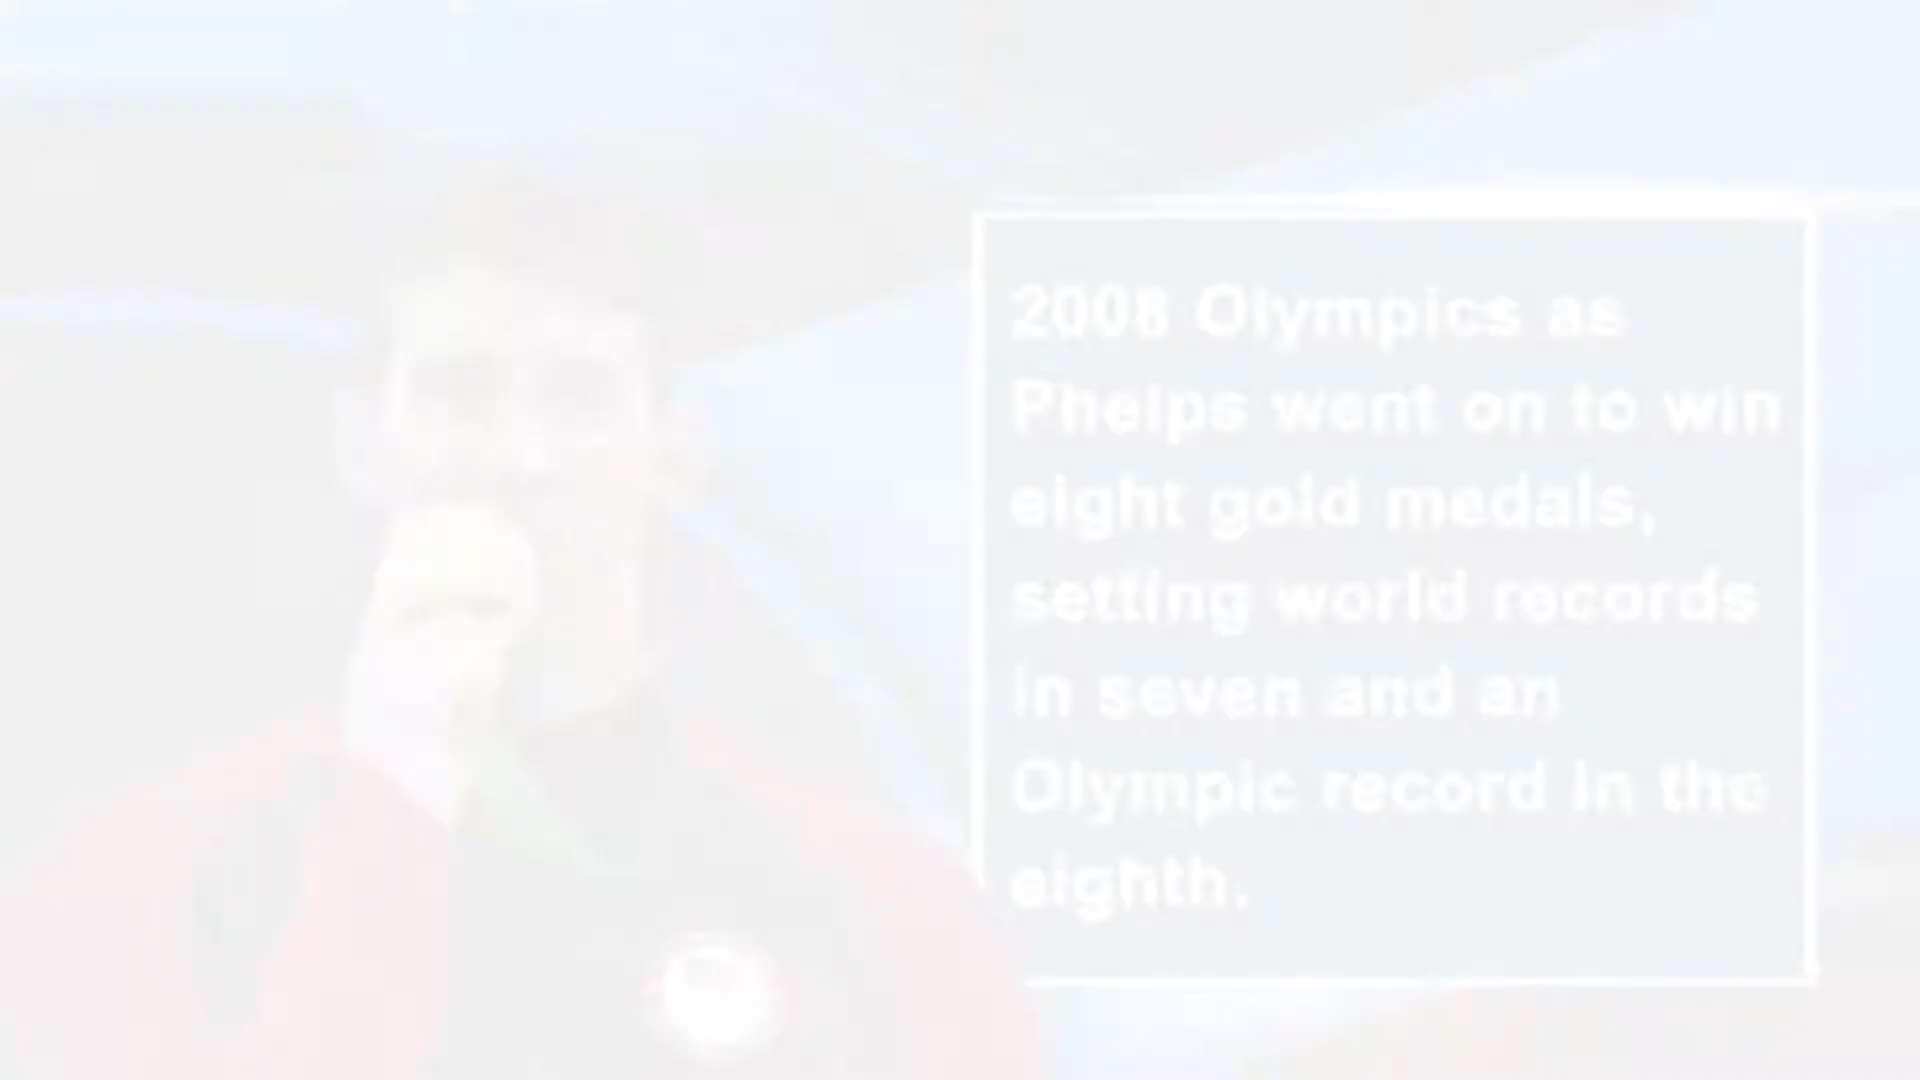 2008 Olympics as
Phelps went on to win
eight gold medals,
setting world records
in seven and an
Olympic record in the
eighth.